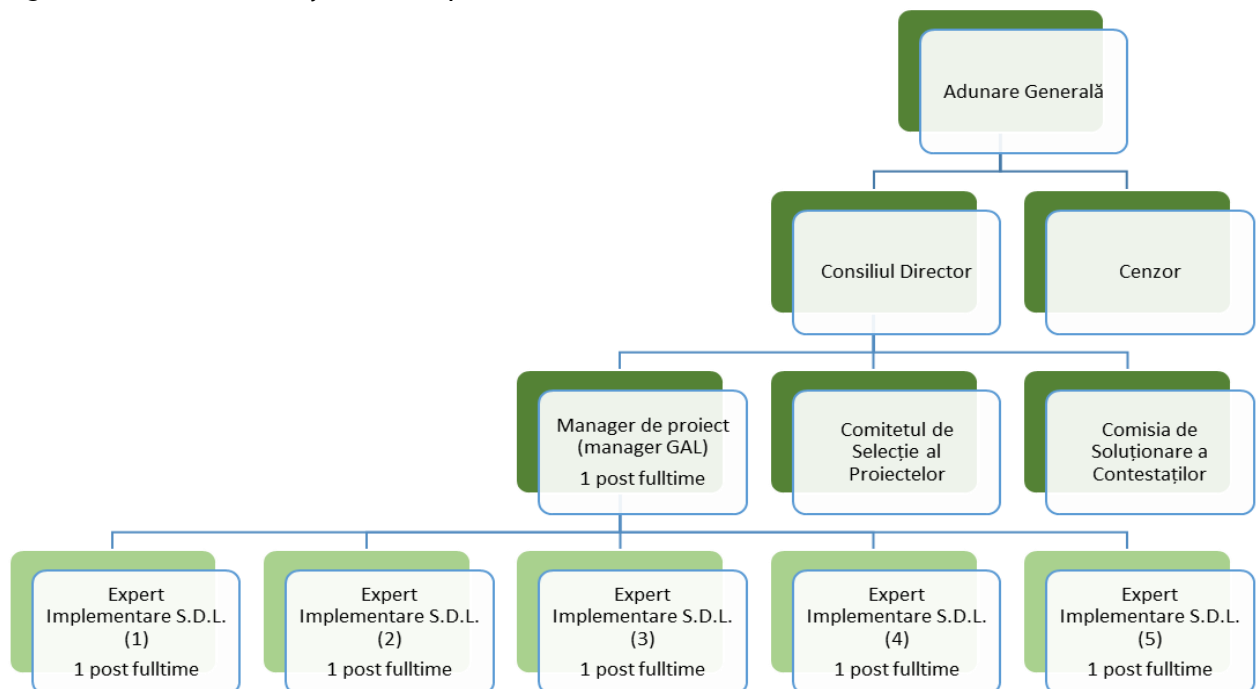 Adunare Generală
Consiliul Director
Cenzor
Manager de proiect
(manager GAL)
1 post fulltime
Comitetul de
Selecție al
Proiectelor
Comisia de
Soluționare a
Contestaților
Expert
Implementare S.D.L.
(1)
1 post fulltime
Expert
Implementare S.D.L.
(2)
1 post fulltime
Expert
Implementare S.D.L.
(3)
1 post fulltime
Expert
Implementare S.D.L.
(4)
1 post fulltime
Expert
Implementare S.D.L.
(5)
1 post fulltime